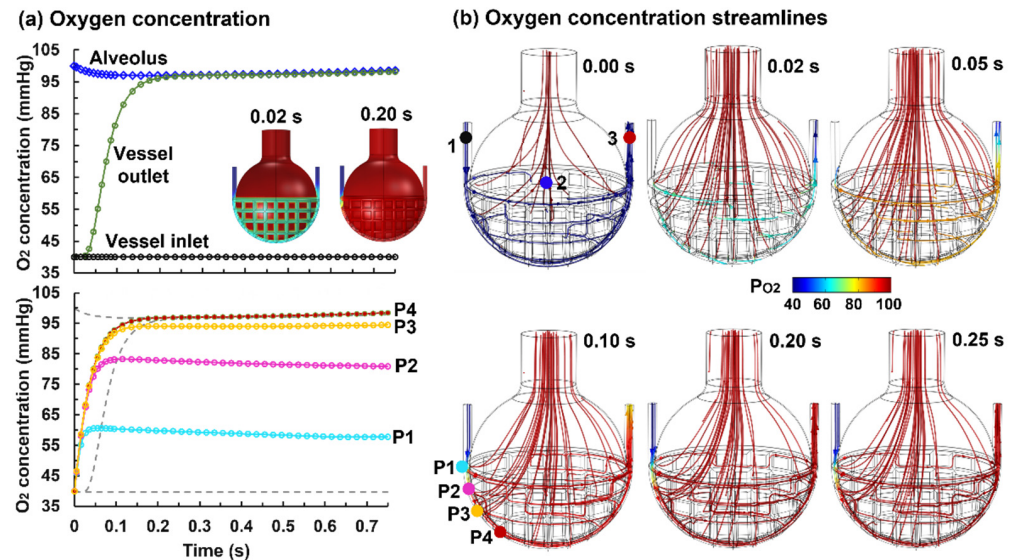 (a) Oxygen concentration
O2 concentration (mmHg)
105
95
85
75
65
55
45
35
Alveolus
Vessel
outlet
Vessel inlet
0.02 s
0.20 s
O2 concentration (mmHg)
105
95
85
75
65
55
45
35
P4
P3
P2
P1
0 0.1 0.2 0.3 0.4 0.5 0.6 0.7
Time (s)
(b) Oxygen concentration streamlines
0.00 s
0.02 s
0.05 s
1
2
3
PO2
40 60 80 100
0.10 s
0.20 s
0.25 s
P1
P2
P3
P4